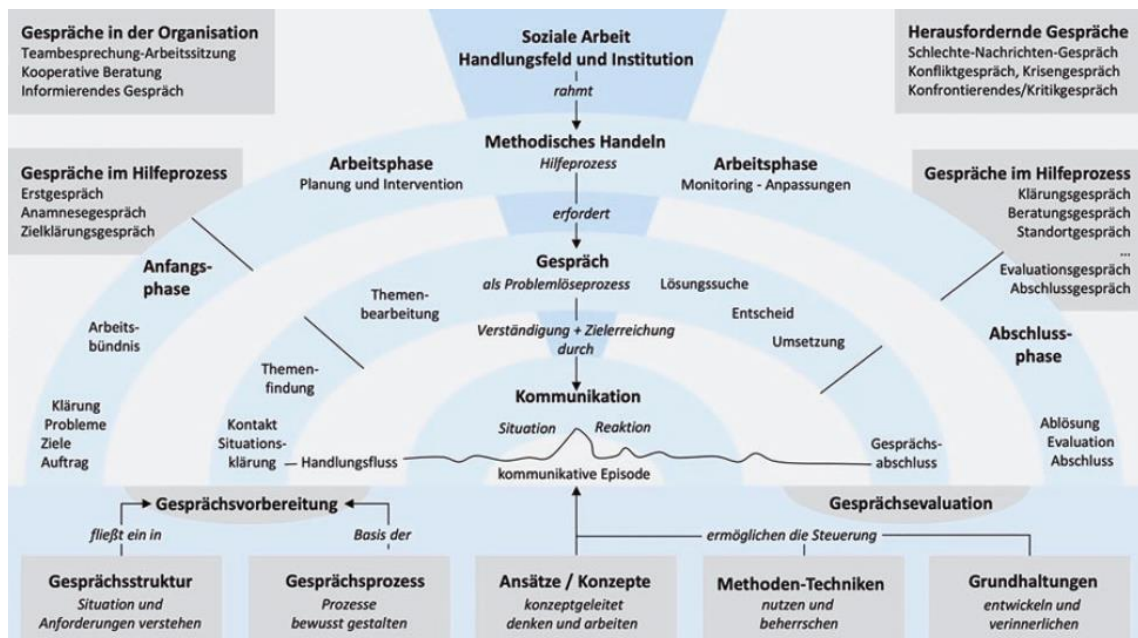 Gespräche in der Organisation
Teambesprechung-Arbeitssitzung
Kooperative Beratung
Informierendes Gespräch
Soziale Arbeit
Handlungsfeld und Institution
rahmt
Herausfordernde Gespräche
Schlechte-Nachrichten-Gespräch
Konfliktgespräch, Krisengespräch
Konfrontierendes/Kritikgespräch
Methodisches Handeln
Hilfeprozess
Arbeitsphase
Planung und Intervention
Arbeitsphase
Monitoring - Anpassungen
Gespräche im Hilfeprozess
Erstgespräch
Anamnesegespräch
Zielklärungsgespräch
Gespräche im Hilfeprozess
Klärungsgespräch
Beratungsgespräch
Standortgespräch
...
Evaluationsgespräch
Abschlussgespräch
erfordert
Anfangs-
phase
Arbeits-
bündnis
Klärung
Probleme
Ziele
Auftrag
Gespräch
als Problemlöseprozess
Themen-
bearbeitung
Lösungssuche
Entscheid
Umsetzung
Verständigung + Zielerreichung
durch
Themen-
findung
Kontakt
Situations-
klärung
Handlungsfluss
Kommunikation
Situation
Reaktion
kommunikative Episode
Gesprächs-
abschluss
Abschluss-
phase
Ablösung
Evaluation
Abschluss
Gesprächsvorbereitung
Gesprächsevaluation
fließt ein in
Basis der
ermöglichen die Steuerung
Gesprächsstruktur
Situation und
Anforderungen verstehen
Gesprächsprozess
Prozesse
bewusst gestalten
Ansätze / Konzepte
konzeptgeleitet
denken und arbeiten
Methoden-Techniken
nutzen und
beherrschen
Grundhaltungen
entwickeln und
verinnerlichen